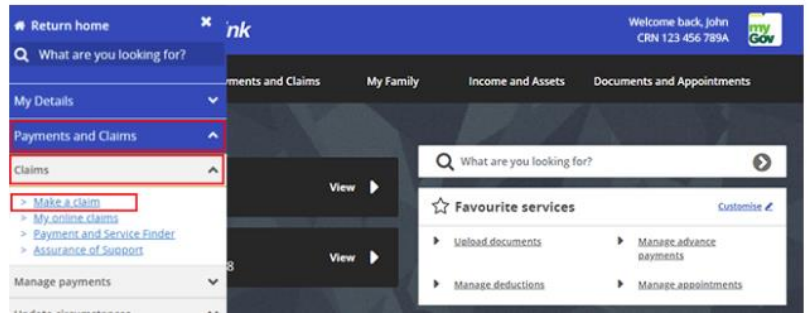 Return home
What are you looking for?
My Details
Payments and Claims
Claims
> Make a claim
> My online claims
> Payment and Service Finder
> Assurance of Support
Manage payments
nk
Welcome back, John
CRN 123 456 789A
my
Gov
yments and Claims
My Family
Income and Assets
Documents and Appointments
View
View
8
What are you looking for?
Favourite services
Customise
Upload documents
Manage advance
payments
Manage deductions
Manage appointments